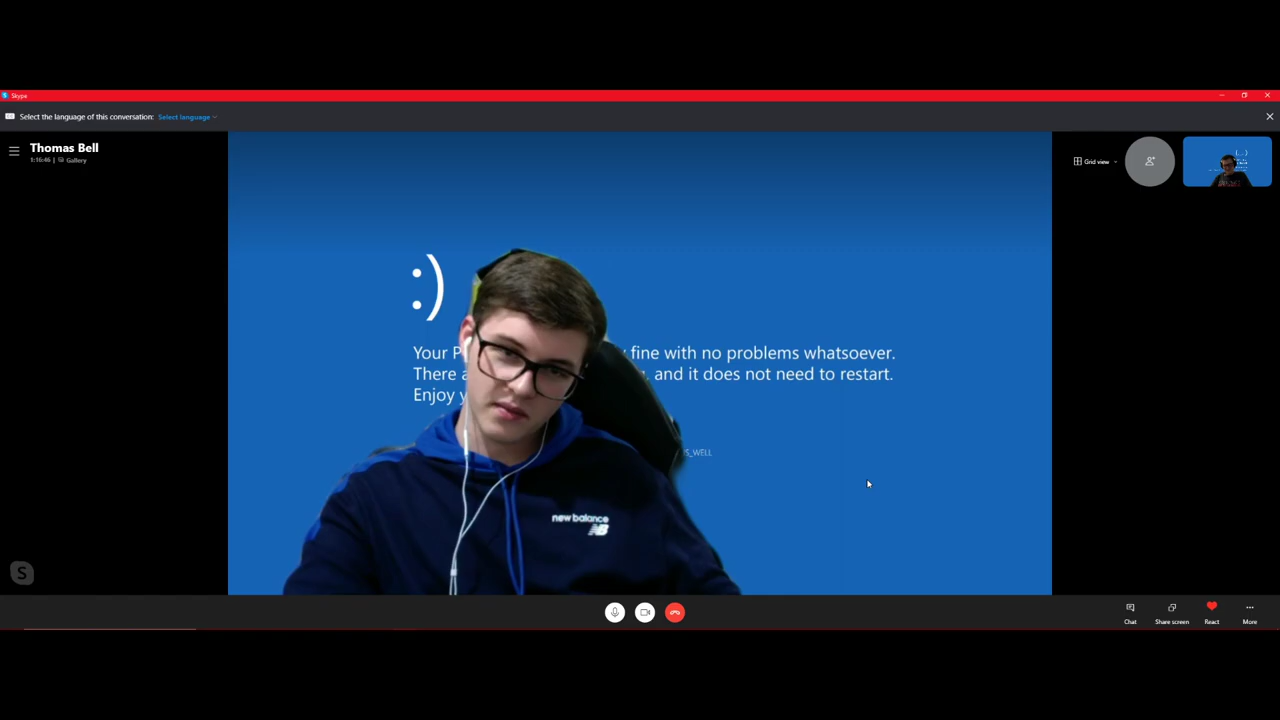 Skype
Select the language of this conversation: Select language
Thomas Bell
1:16:46 | Gallery
Grid view
:)
Your fine with no problems whatsoever.
There and it does not need to restart.
Enjoy
S_WELL
new balance
NB
S
Chat
Share screen
React
More